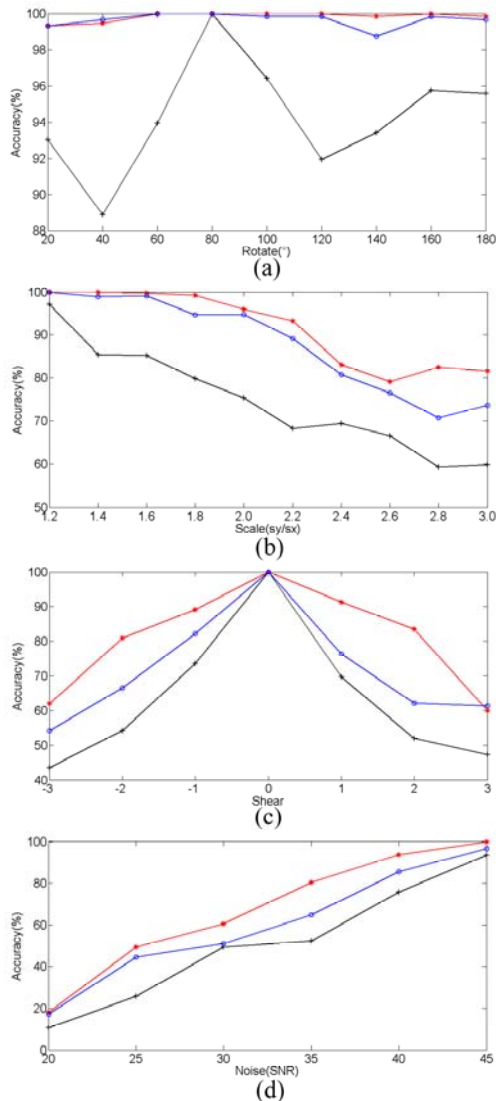 100
98
96
94
92
90
88
Accuracy(%)
20 40 60 80 100 120 140 160 180
Rotate(°)
(a)
100
90
80
70
60
50
Accuracy(%)
1.2 1.4 1.6 1.8 2.0 2.2 2.4 2.6 2.8 3.0
Scale(sy/sx)
(b)
100
90
80
70
60
50
40
Accuracy(%)
-3 -2 -1 0 1 2 3
Shear
(c)
100
80
60
40
20
0
Accuracy(%)
20 25 30 35 40 45
Noise(SNR)
(d)